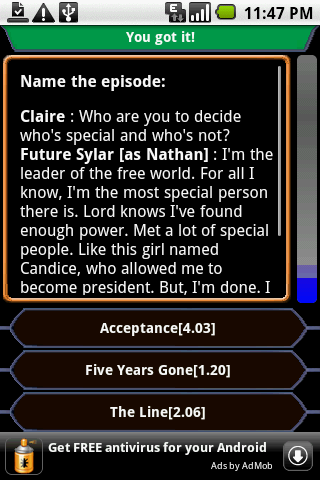 11:47 PM
You got it!
Name the episode:
Claire : Who are you to decide
who's special and who's not?
Future Sylar [as Nathan] : I'm the
leader of the free world. For all I
know, I'm the most special person
there is. Lord knows I've found
enough power. Met a lot of special
people. Like this girl named
Candice, who allowed me to
become president. But, I'm done. I
Acceptance[4.03]
Five Years Gone[1.20]
The Line[2.06]
Get FREE antivirus for your Android
Ads by AdMob